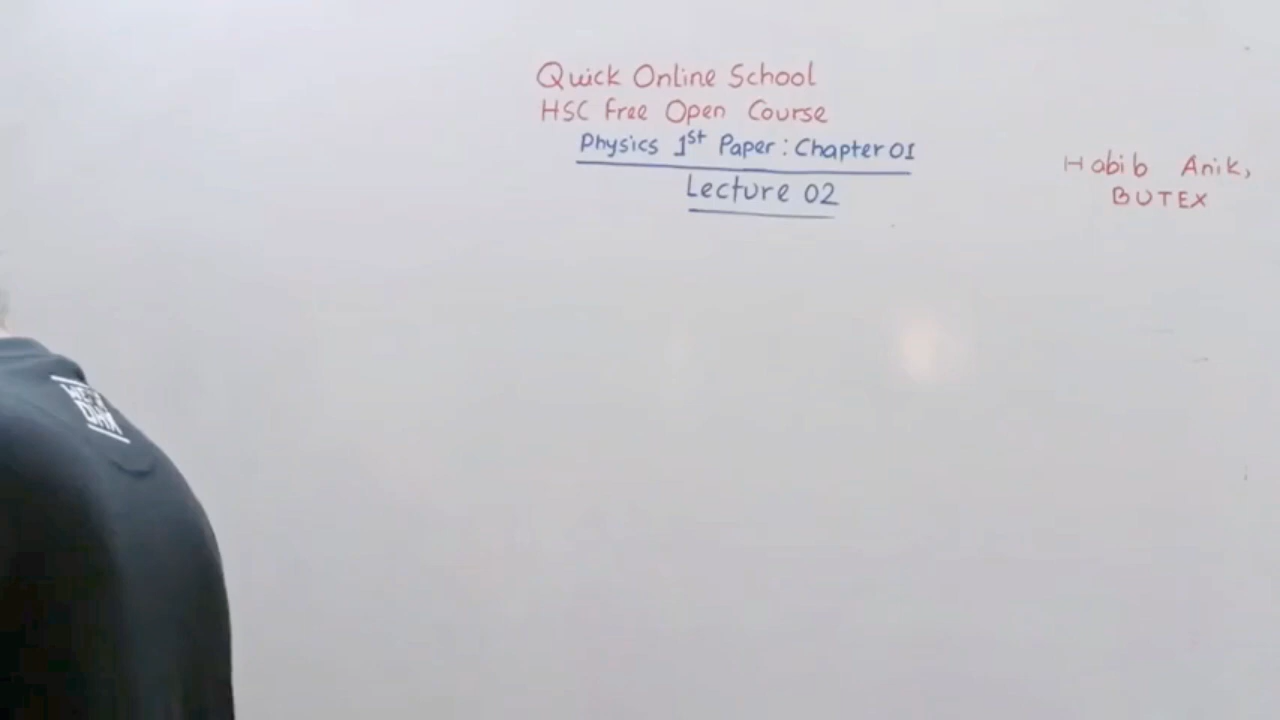 Quick Online School
HSC Free Open Course
Physics 1st Paper : Chapter 01
Lecture 02
Habib Anik,
BUTEX